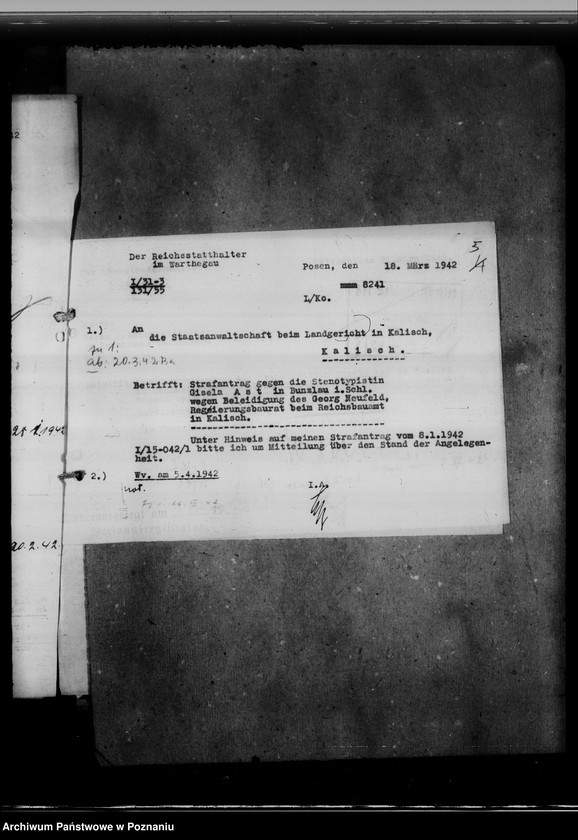 Der Reichsstatthalter
im Warthegau
Posen, den 18. März 1942
5
I/31-3
131/55
8241
I/Ko.
1.) An
die Staatsanwaltschaft beim Landgericht in Kalisch,
Kalisch.
zu 1:
ab: 20.3.42
Betrifft: Strafantrag gegen die Stenotypistin
Gisela Ast in Bunzlau i.Schl.
wegen Beleidigung des Georg Neufeld,
Regierungsbaurat beim Reichsbauamt
in Kalisch.
Unter Hinweis auf meinen Strafantrag vom 8.1.1942
I/15-042/1 bitte ich um Mitteilung über den Stand der Angelegen-
heit.
2.) Wv. am 5.4.1942
not.
I.A.
1942
20.2.42.
Archiwum Państwowe w Poznaniu